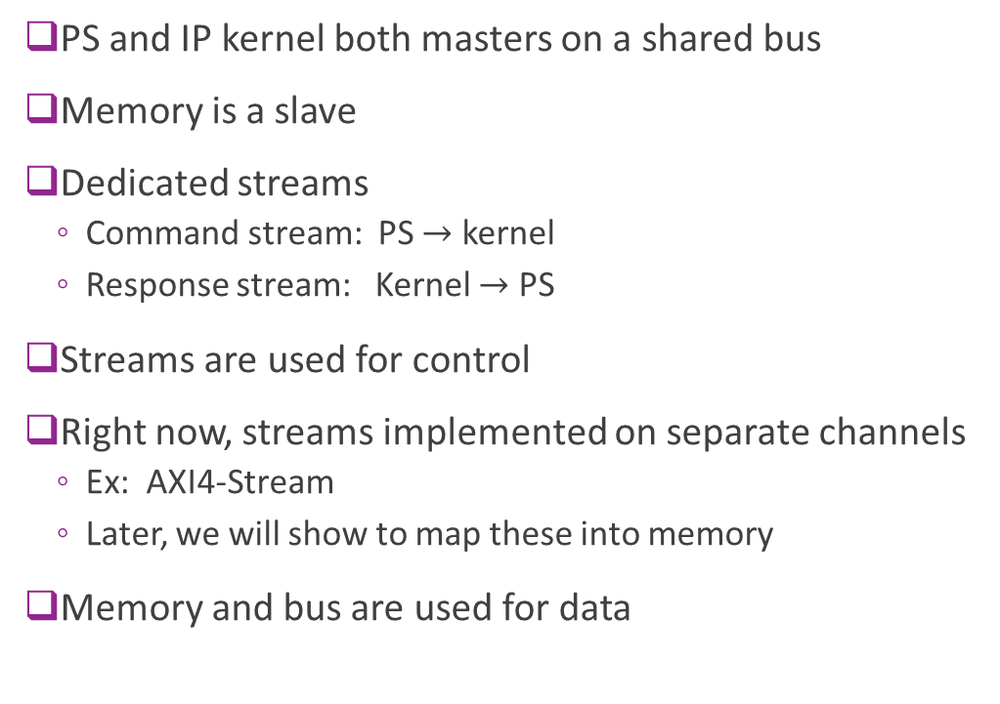 PS and IP kernel both masters on a shared bus
Memory is a slave
Dedicated streams
Command stream: PS → kernel
Response stream: Kernel → PS
Streams are used for control
Right now, streams implemented on separate channels
Ex: AXI4-Stream
Later, we will show to map these into memory
Memory and bus are used for data